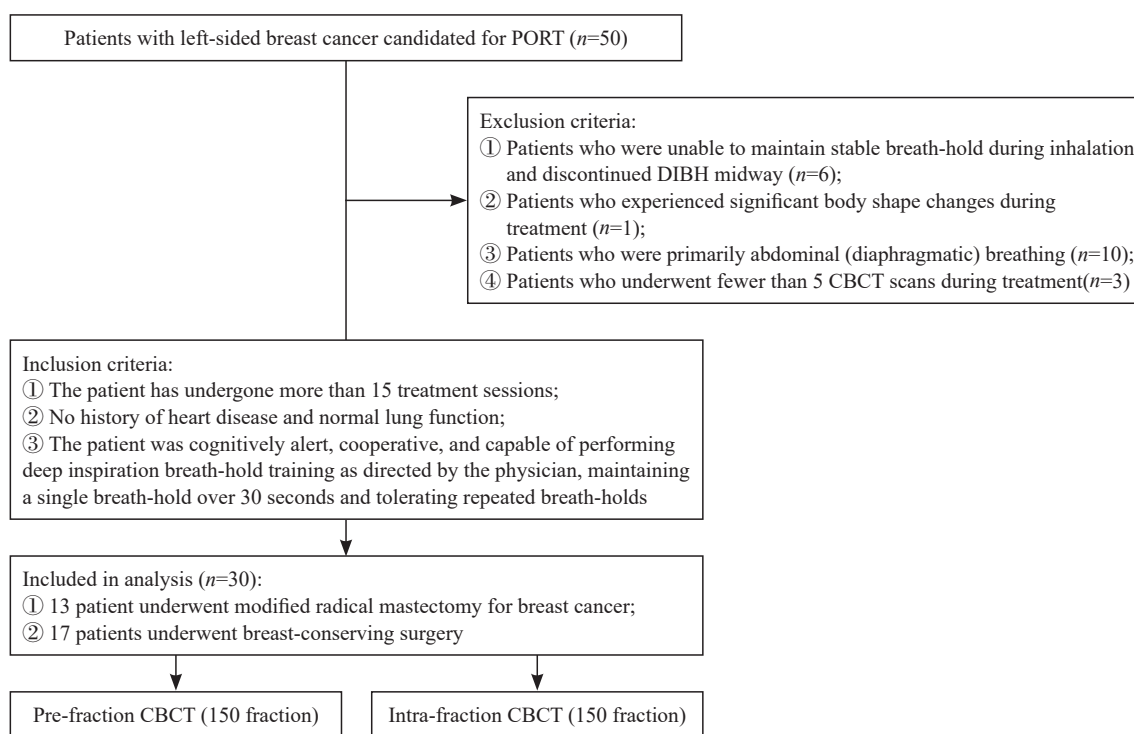 Patients with left-sided breast cancer candidated for PORT (n=50)
Exclusion criteria:
① Patients who were unable to maintain stable breath-hold during inhalation
and discontinued DIBH midway (n=6);
② Patients who experienced significant body shape changes during
treatment (n=1);
③ Patients who were primarily abdominal (diaphragmatic) breathing (n=10);
④ Patients who underwent fewer than 5 CBCT scans during treatment(n=3)
Inclusion criteria:
① The patient has undergone more than 15 treatment sessions;
② No history of heart disease and normal lung function;
③ The patient was cognitively alert, cooperative, and capable of performing
deep inspiration breath-hold training as directed by the physician, maintaining
a single breath-hold over 30 seconds and tolerating repeated breath-holds
Included in analysis (n=30):
① 13 patient underwent modified radical mastectomy for breast cancer;
② 17 patients underwent breast-conserving surgery
Pre-fraction CBCT (150 fraction)
Intra-fraction CBCT (150 fraction)